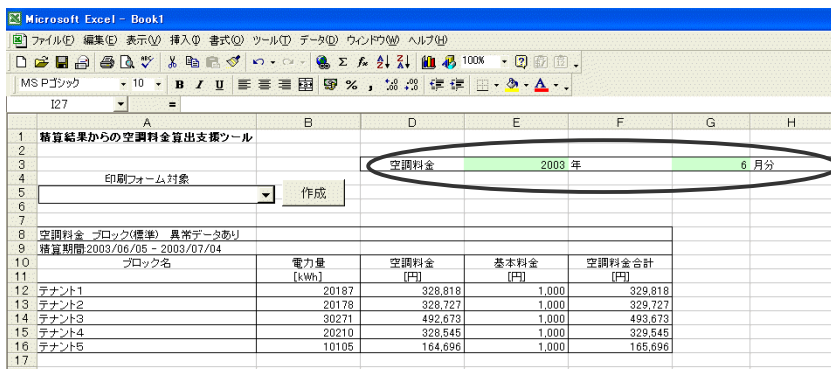 Microsoft Excel - Book1
ファイル(F) 編集(E) 表示(V) 挿入(I) 書式(O) ツール(T) データ(D) ウィンドウ(W) ヘルプ(H)
100%
MS Pゴシック 10 B I U
I27 =
A B D E F G H
1 積算結果からの空調料金算出支援ツール
2
3 空調料金 2003 年 6 月分
4 印刷フォーム対象
5 作成
6
7
8 空調料金 ブロック(標準) 異常データあり
9 積算期間:2003/06/05 - 2003/07/04
10 ブロック名 電力量 空調料金 基本料金 空調料金合計
11 [kWh] [円] [円] [円]
12 テナント1 20187 328,818 1,000 329,818
13 テナント2 20178 328,727 1,000 329,727
14 テナント3 30271 492,673 1,000 493,673
15 テナント4 20210 328,545 1,000 329,545
16 テナント5 10105 164,696 1,000 165,696
17